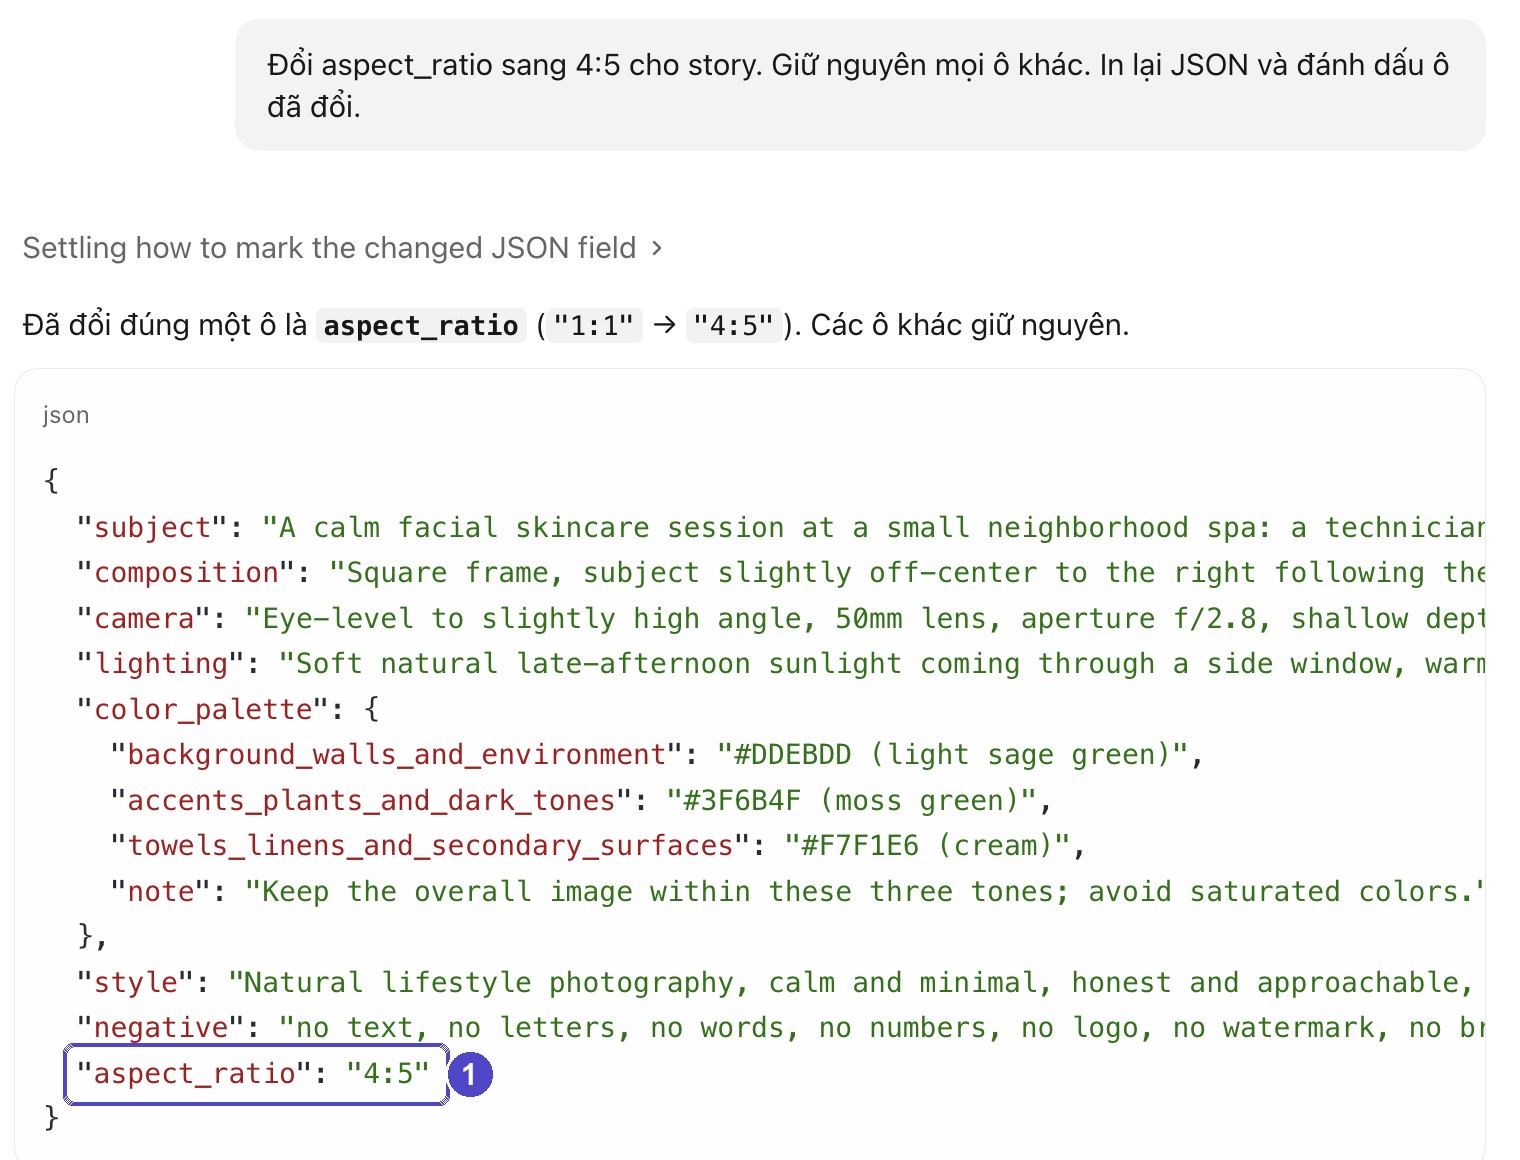 Đổi aspect_ratio sang 4:5 cho story. Giữ nguyên mọi ô khác. In lại JSON và đánh dấu ô
đã đổi.
Settling how to mark the changed JSON field >
Đã đổi đúng một ô là aspect_ratio ("1:1" → "4:5"). Các ô khác giữ nguyên.
json
{
"subject": "A calm facial skincare session at a small neighborhood spa: a technician
"composition": "Square frame, subject slightly off-center to the right following the
"camera": "Eye-level to slightly high angle, 50mm lens, aperture f/2.8, shallow dept
"lighting": "Soft natural late-afternoon sunlight coming through a side window, warm
"color_palette": {
"background_walls_and_environment": "#DDEBDD (light sage green)",
"accents_plants_and_dark_tones": "#3F6B4F (moss green)",
"towels_linens_and_secondary_surfaces": "#F7F1E6 (cream)",
"note": "Keep the overall image within these three tones; avoid saturated colors."
},
"style": "Natural lifestyle photography, calm and minimal, honest and approachable,
"negative": "no text, no letters, no words, no numbers, no logo, no watermark, no br
"aspect_ratio": "4:5" 1
}